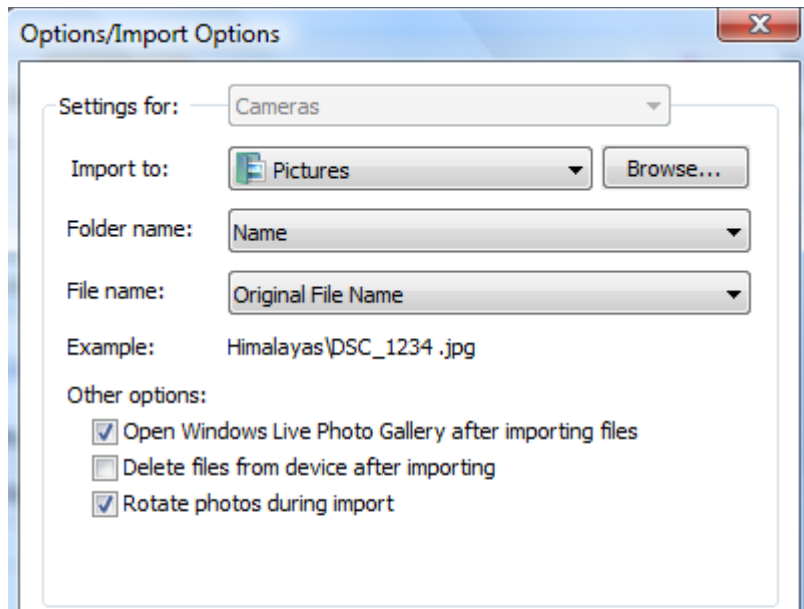 Options/Import Options
Settings for: Cameras
Import to: Pictures Browse...
Folder name: Name
File name: Original File Name
Example: Himalayas\DSC_1234 .jpg
Other options:
Open Windows Live Photo Gallery after importing files
Delete files from device after importing
Rotate photos during import